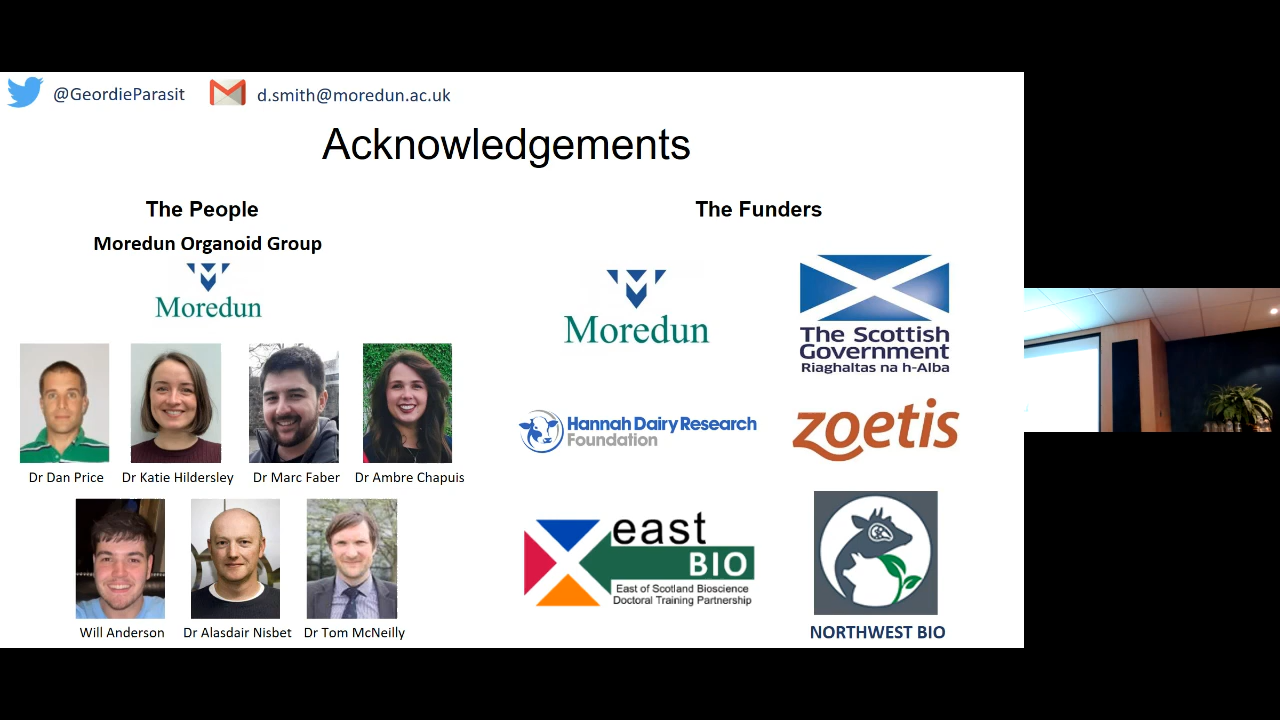 @GeordieParasit
d.smith@moredun.ac.uk
Acknowledgements
The People
Moredun Organoid Group
Moredun
Dr Dan Price
Dr Katie Hildersley
Dr Marc Faber
Dr Ambre Chapuis
Will Anderson
Dr Alasdair Nisbet
Dr Tom McNeilly
The Funders
Moredun
The Scottish
Government
Riaghaltas na h-Alba
Hannah Dairy Research
Foundation
zoetis
east
BIO
East of Scotland Bioscience
Doctoral Training Partnership
NORTHWEST BIO